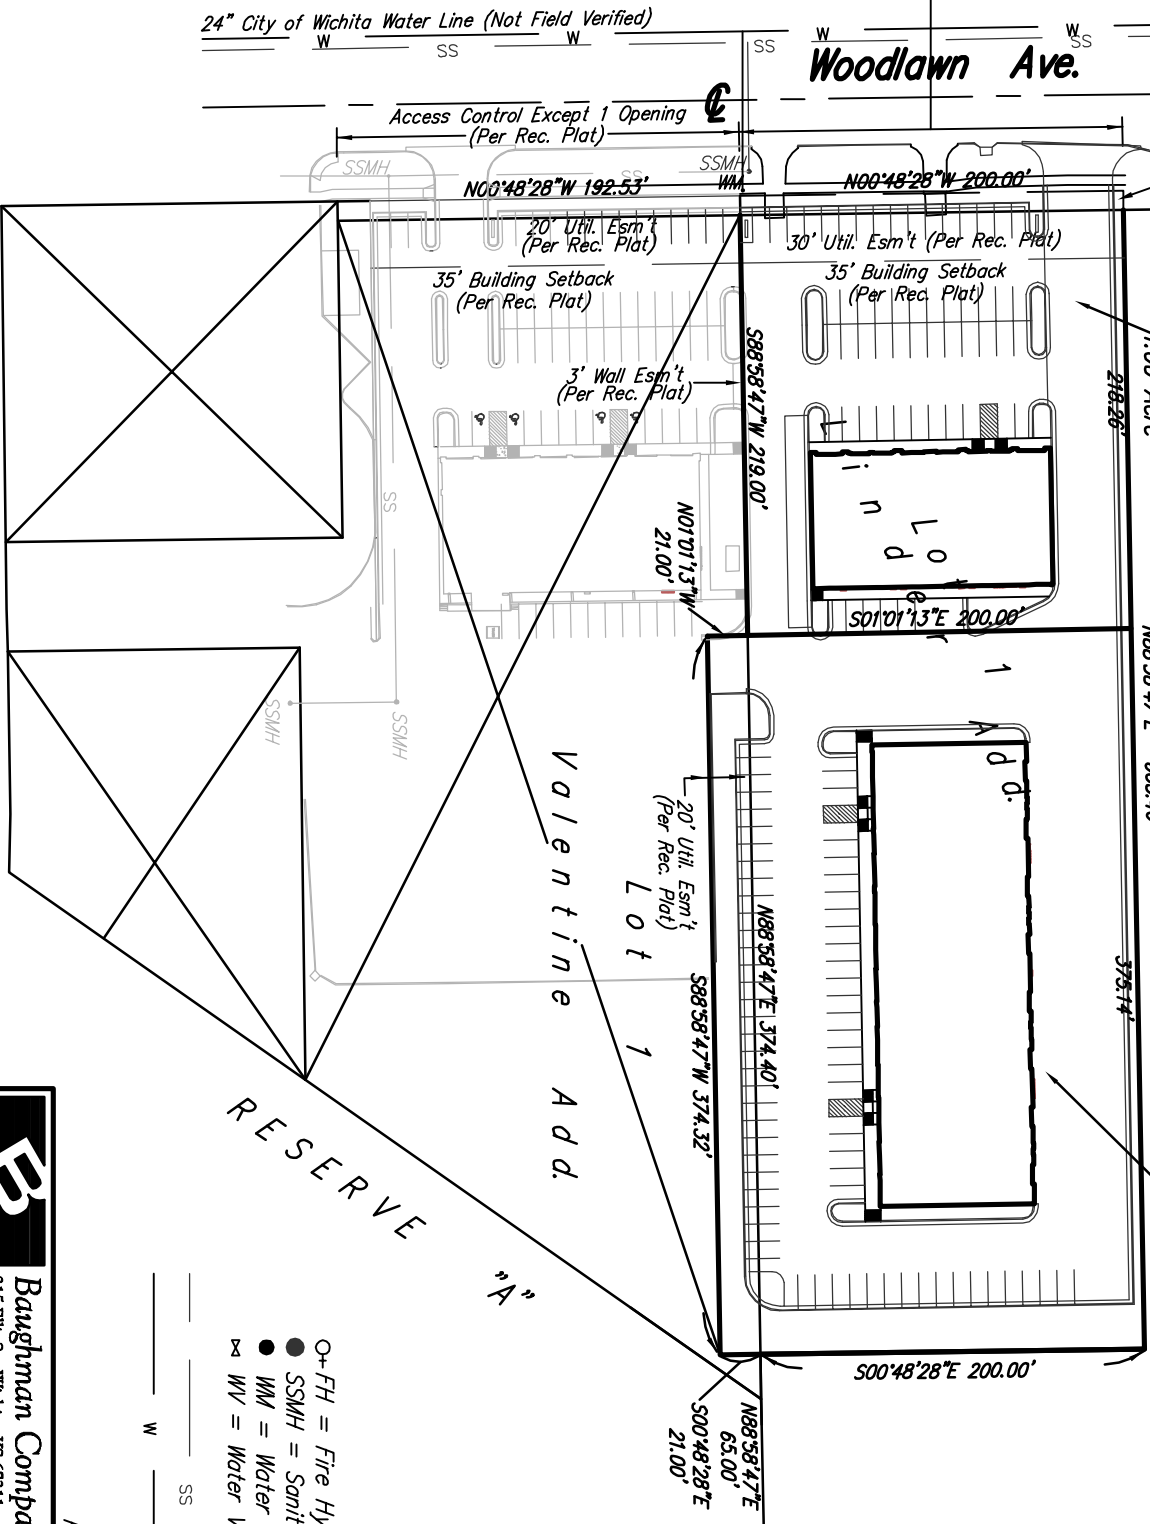 24" City of Wichita Water Line (Not Field Verified)
W
W
W
W
SS
SS
SS
SS
Woodlawn Ave.
Access Control Except 1 Opening
(Per Rec. Plat)
SSMH
SS
SSMH
N00°48'28"W 192.53'
WM
N00°48'28"W 200.00'
20' Util. Esm't
(Per Rec. Plat)
30' Util. Esm't (Per Rec. Plat)
35' Building Setback
(Per Rec. Plat)
35' Building Setback
(Per Rec. Plat)
3' Wall Esm't
(Per Rec. Plat)
S88°58'47"W 219.00'
218.26'
N01°01'13"W
21.00'
SS
Linder 1 Add.
Lot 1
S01°01'13"E 200.00'
SSMH
SSMH
20' Util. Esm't
(Per Rec. Plat)
Valentine Add.
Lot 1
N88°58'47"E 374.40'
S88°58'47"W 374.32'
375.14'
RESERVE "A"
S00°48'28"E 200.00'
N88°58'47"E
65.00'
S00°48'28"E
21.00'
FH = Fire
SSMH =
WM = Water
WV = Water
W
SS
B
Baughman